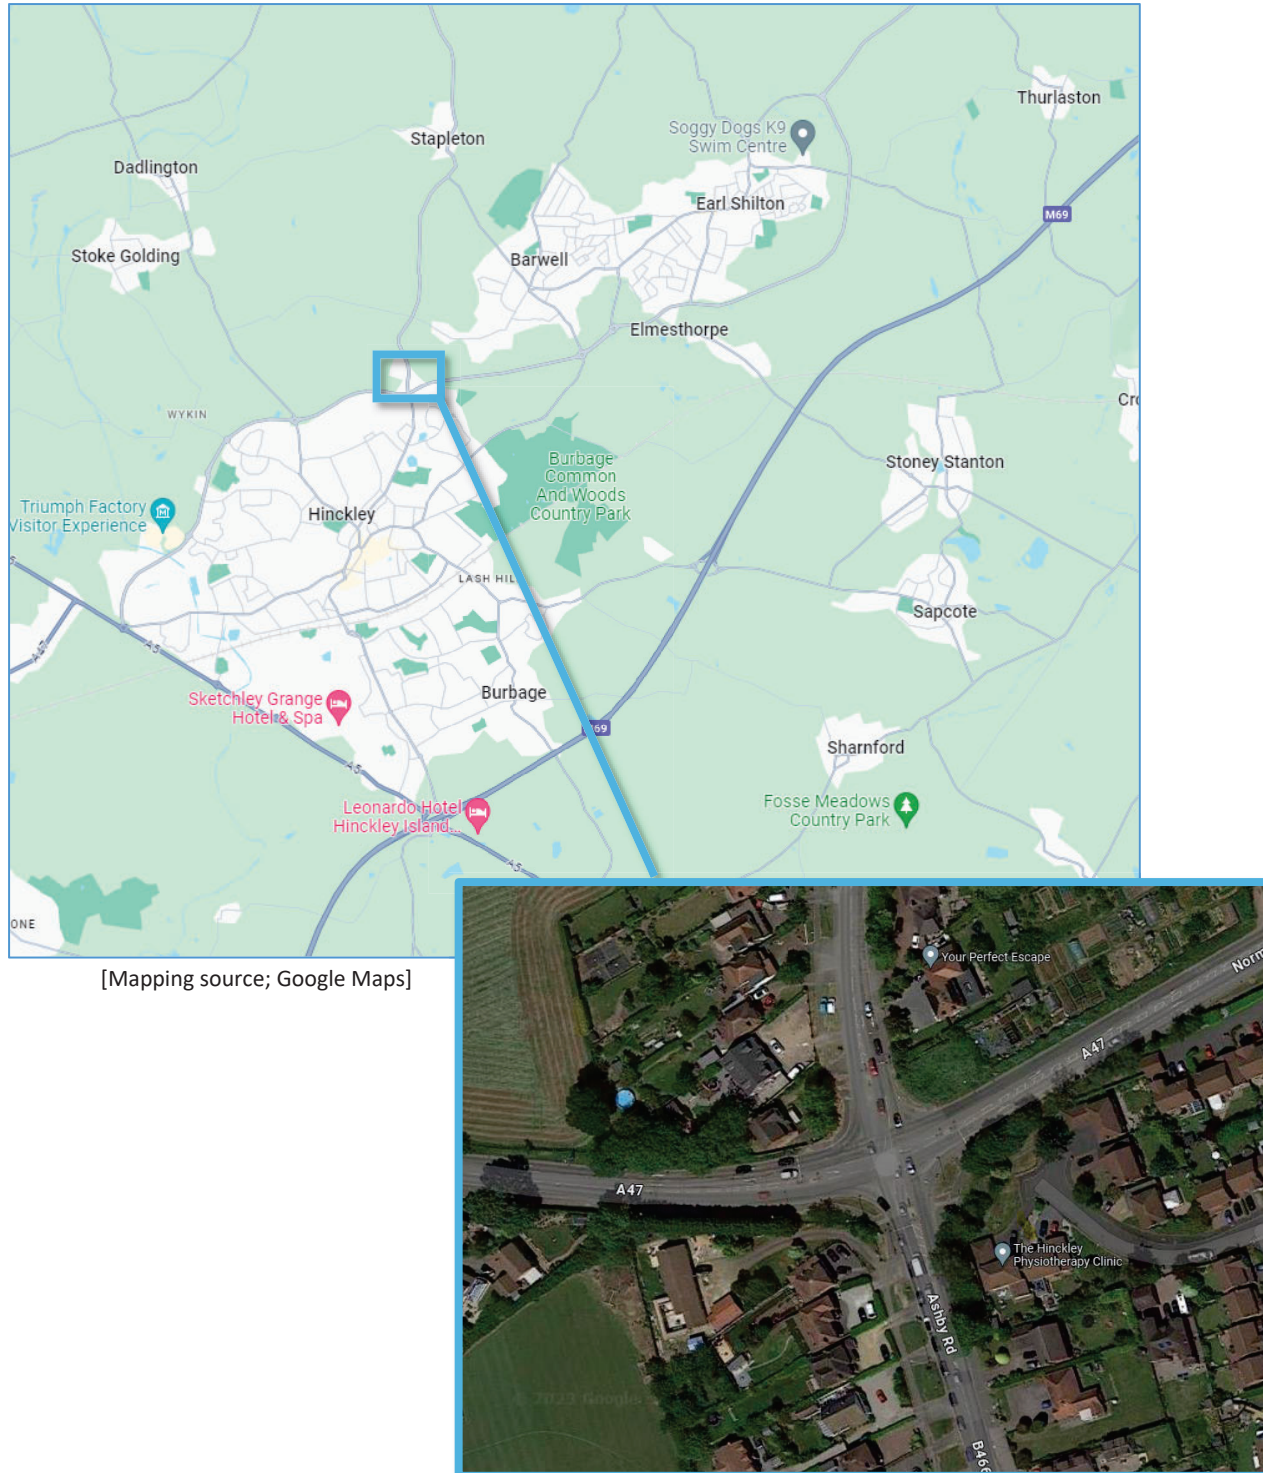 Thurlaston
Soggy Dogs K9
Swim Centre
Stapleton
Dadlington
Earl Shilton
M69
Stoke Golding
Barwell
Elmesthorpe
WYKIN
Burbage
Common
And Woods
Country Park
Stoney Stanton
Triumph Factory
Visitor Experience
Hinckley
LASH HIL
Sapcote
A5
A47
Sketchley Grange
Hotel & Spa
Burbage
69
Sharnford
A5
Leonardo Hotel
Hinckley Island...
Fosse Meadows
Country Park
A5
ONE
[Mapping source; Google Maps]
Your Perfect Escape
Norm
A47
A47
The Hinckley
Physiotherapy Clinic
Ashby Rd
B466